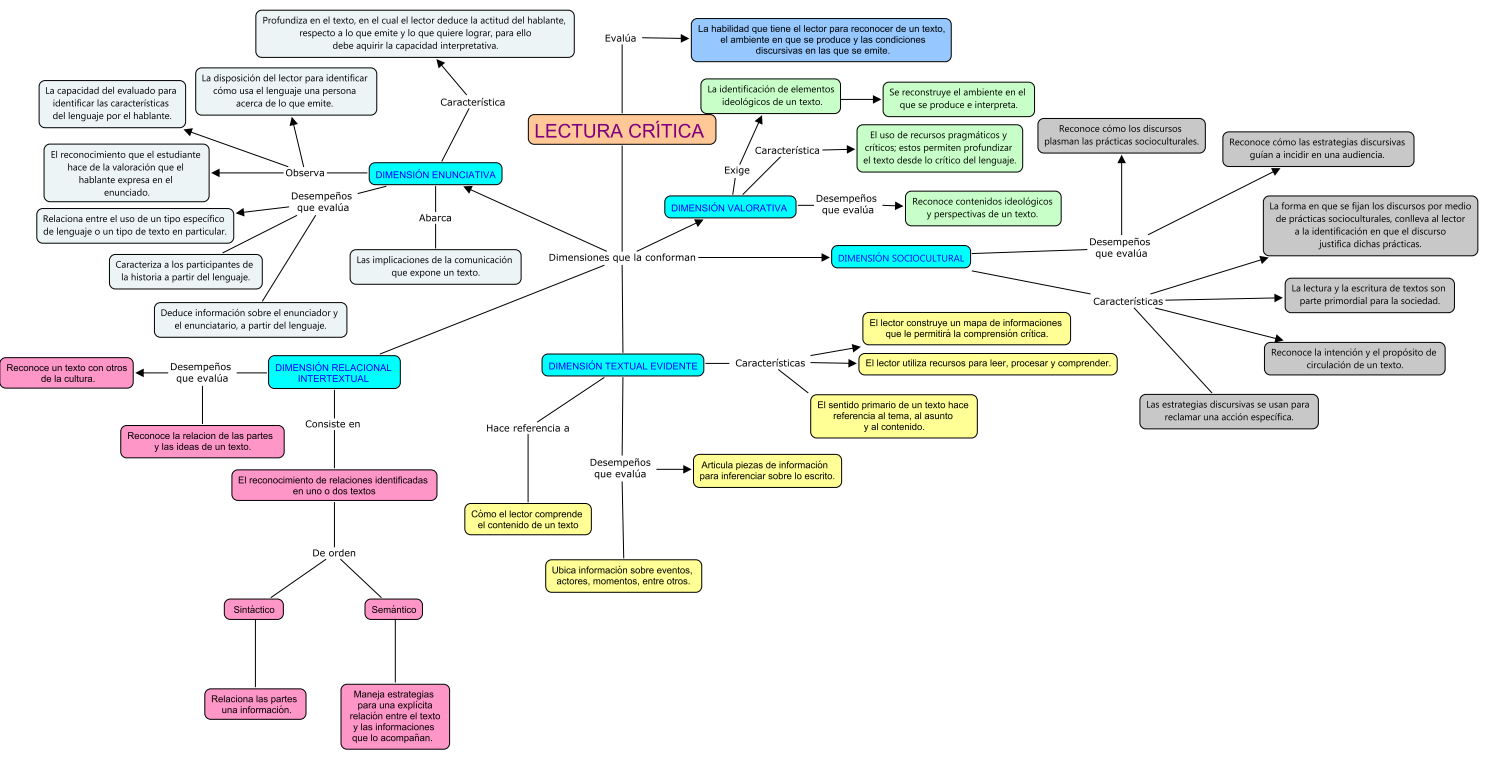 Profundiza en el texto, en el cual el lector deduce la actitud del hablante,
respecto a lo que emite y lo que quiere lograr, para ello
debe aquirir la capacidad interpretativa.
Evalúa
La habilidad que tiene el lector para reconocer de un texto,
el ambiente en que se produce y las condiciones
discursivas en las que se emite.
LECTURA CRÍTICA
La capacidad del evaluado para
identificar las características
del lenguaje por el hablante.
La disposición del lector para identificar
cómo usa el lenguaje una persona
acerca de lo que emite.
Característica
El reconocimiento que el estudiante
hace de la valoración que el
hablante expresa en el
enunciado.
Observa
DIMENSIÓN ENUNCIATIVA
Desempeños
que evalúa
Relaciona entre el uso de un tipo específico
de lenguaje o un tipo de texto en particular.
Caracteriza a los participantes de
la historia a partir del lenguaje.
Deduce información sobre el enunciador y
el enunciatario, a partir del lenguaje.
Abarca
Las implicaciones de la comunicación
que expone un texto.
La identificación de elementos
ideológicos de un texto.
Se reconstruye el ambiente en el
que se produce e interpreta.
Característica
El uso de recursos pragmáticos y
críticos; estos permiten profundizar
el texto desde lo crítico del lenguaje.
Exige
DIMENSIÓN VALORATIVA
Desempeños
que evalúa
Reconoce contenidos ideológicos
y perspectivas de un texto.
Dimensiones que la conforman
DIMENSIÓN SOCIOCULTURAL
Reconoce cómo los discursos
plasman las prácticas socioculturales.
Reconoce cómo las estrategias discursivas
guían a incidir en una audiencia.
Desempeños
que evalúa
La forma en que se fijan los discursos por medio
de prácticas socioculturales, conlleva al lector
a la identificación en que el discurso
justifica dichas prácticas.
Características
La lectura y la escritura de textos son
parte primordial para la sociedad.
Reconoce la intención y el propósito de
circulación de un texto.
Las estrategias discursivas se usan para
reclamar una acción específica.
Reconoce un texto con otros
de la cultura.
Desempeños
que evalúa
DIMENSIÓN RELACIONAL
INTERTEXTUAL
Reconoce la relacion de las partes
y las ideas de un texto.
Consiste en
El reconocimiento de relaciones identificadas
en uno o dos textos
De orden
Sintáctico
Semántico
Relaciona las partes
una información.
Maneja estrategias
para una explícita
relación entre el texto
y las informaciones
que lo acompañan.
DIMENSIÓN TEXTUAL EVIDENTE
Características
El lector construye un mapa de informaciones
que le permitirá la comprensión crítica.
El lector utiliza recursos para leer, procesar y comprender.
El sentido primario de un texto hace
referencia al tema, al asunto
y al contenido.
Hace referencia a
Cómo el lector comprende
el contenido de un texto
Desempeños
que evalúa
Articula piezas de información
para inferenciar sobre lo escrito.
Ubica información sobre eventos,
actores, momentos, entre otros.